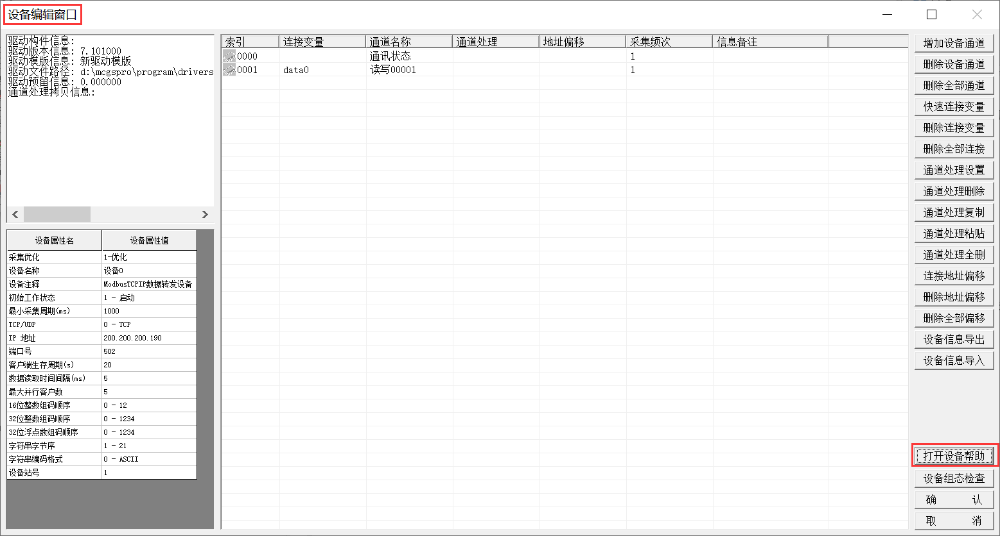 设备编辑窗口
驱动构件信息:
驱动版本信息: 7.101000
驱动模版信息: 新驱动模版
驱动文件路径: d:\mcgspro\program\drivers
驱动预留信息: 0.000000
通道处理拷贝信息:
设备属性名 设备属性值
采集优化 1-优化
设备名称 设备0
设备注释 ModbusTCPIP数据转发设备
初始工作状态 1 - 启动
最小采集周期(ms) 1000
TCP/UDP 0 - TCP
IP 地址 200.200.200.190
端口号 502
客户端生存周期(s) 20
数据读取时间间隔(ms) 5
最大并行客户数 5
16位整数组码顺序 0 - 12
32位整数组码顺序 0 - 1234
32位浮点数组码顺序 0 - 1234
字符串字节序 1 - 21
字符串编码格式 0 - ASCII
设备站号 1
索引 连接变量 通道名称 通道处理 地址偏移 采集频次 信息备注
0000 通讯状态 1
0001 data0 读写00001 1
增加设备通道
删除设备通道
删除全部通道
快速连接变量
删除连接变量
删除全部连接
通道处理设置
通道处理删除
通道处理复制
通道处理粘贴
通道处理全删
连接地址偏移
删除地址偏移
删除全部偏移
设备信息导出
设备信息导入
打开设备帮助
设备组态检查
确 认
取 消